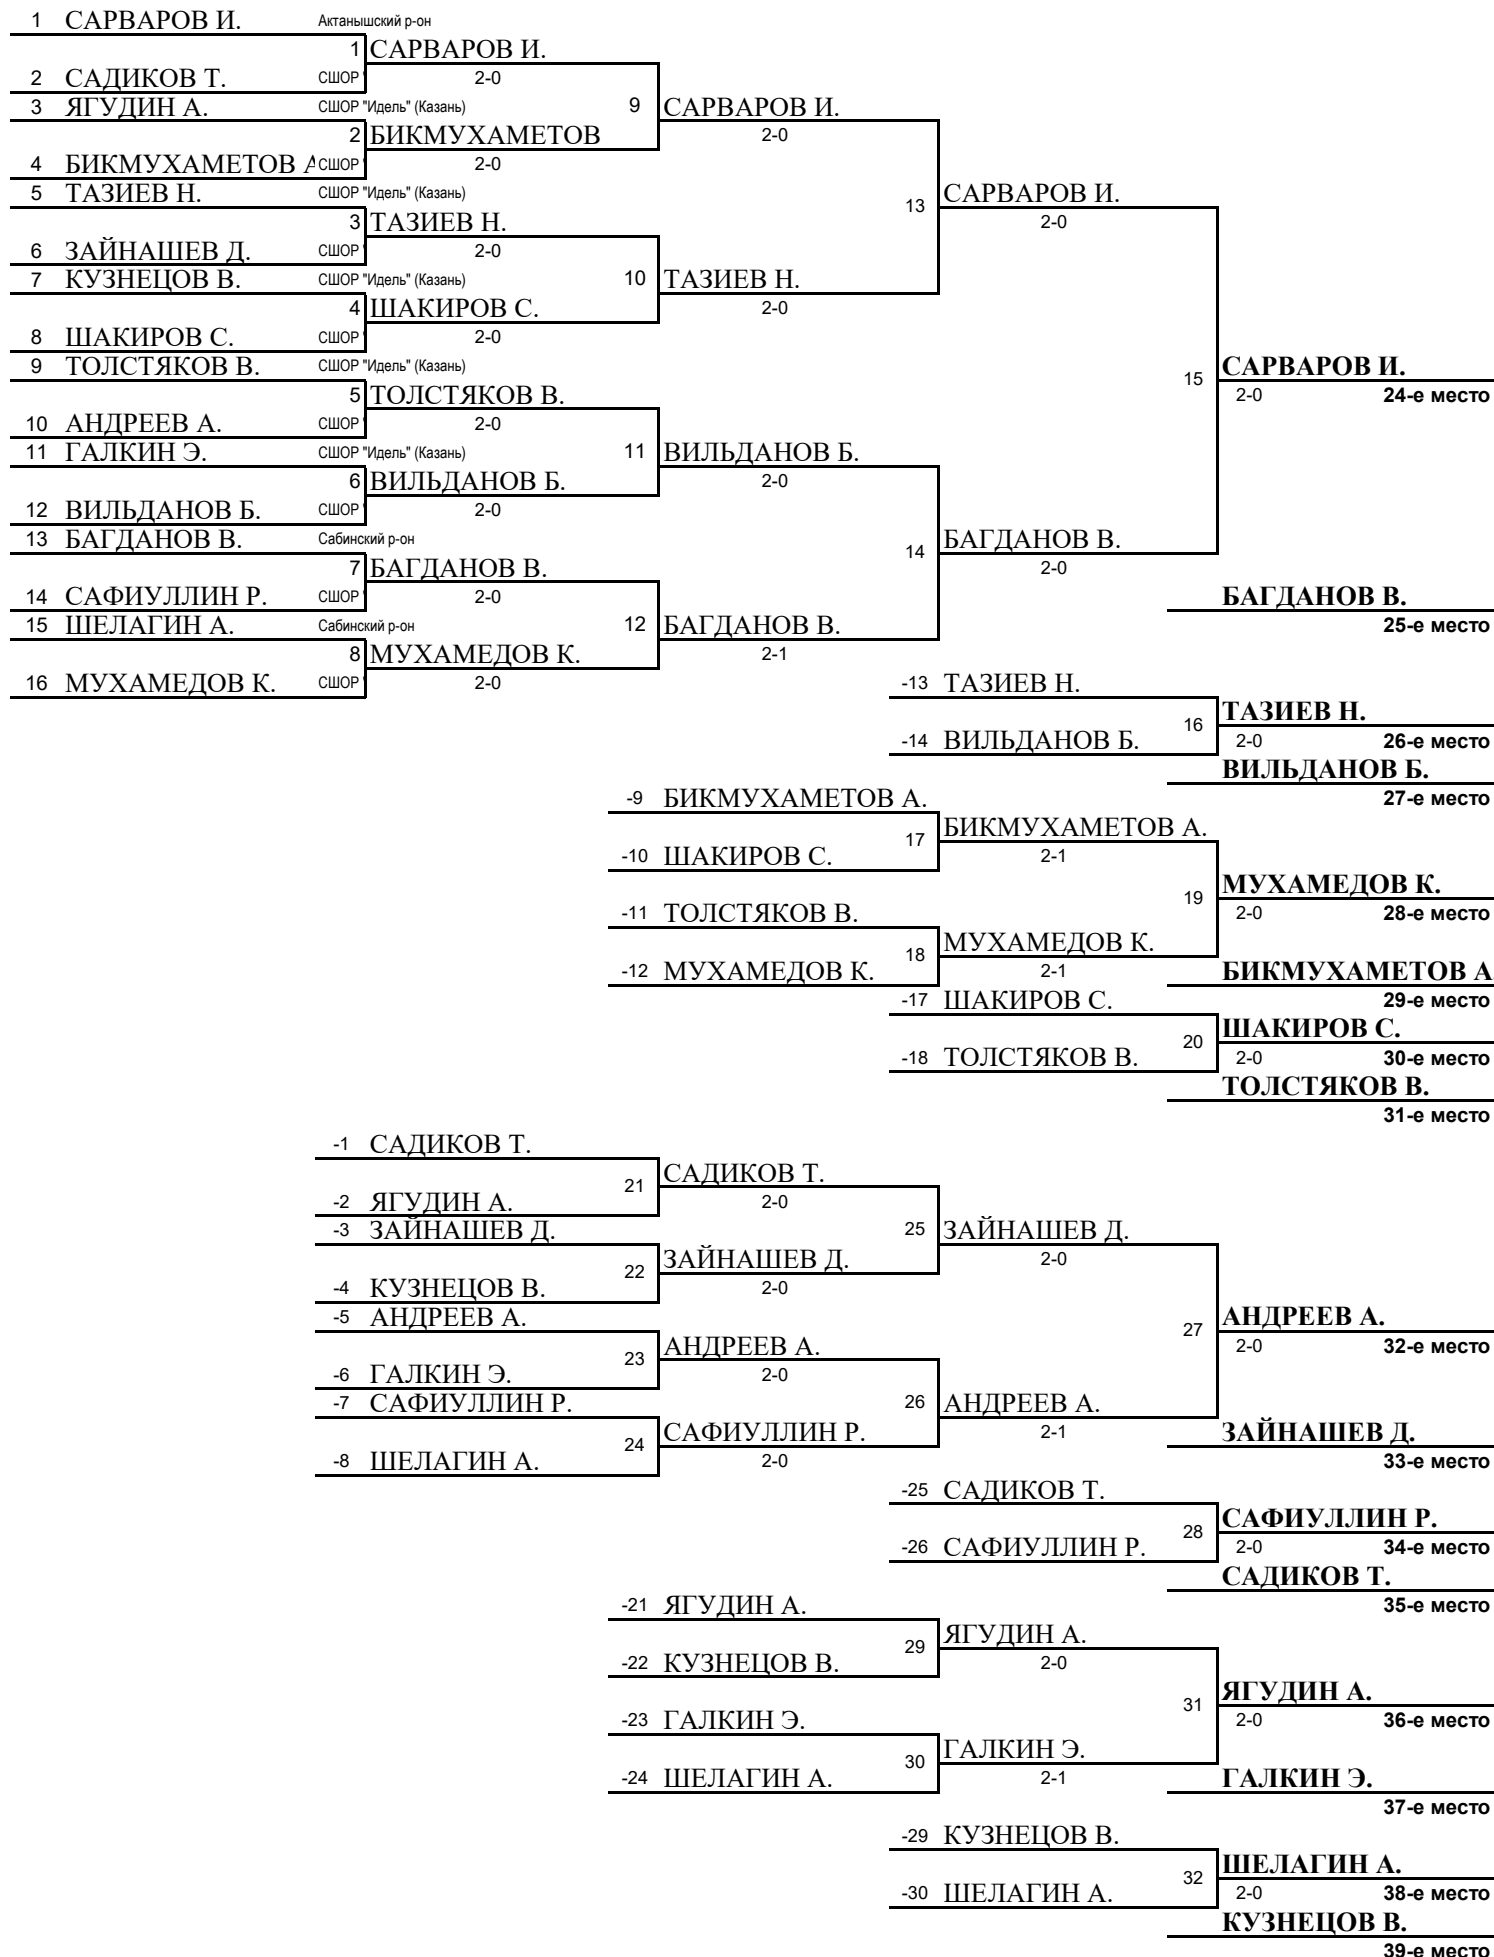 1 САРВАРОВ И. Актанышский р-он
1 САРВАРОВ И.
2 САДИКОВ Т. СШОР " 2-0
3 ЯГУДИН А. СШОР "Идель" (Казань) 9 САРВАРОВ И.
2 БИКМУХАМЕТОВ 2-0
4 БИКМУХАМЕТОВ А СШОР " 2-0
5 ТАЗИЕВ Н. СШОР "Идель" (Казань) 13 САРВАРОВ И.
3 ТАЗИЕВ Н. 2-0
6 ЗАЙНАШЕВ Д. СШОР " 2-0
7 КУЗНЕЦОВ В. СШОР "Идель" (Казань) 10 ТАЗИЕВ Н.
4 ШАКИРОВ С. 2-0
8 ШАКИРОВ С. СШОР " 2-0
9 ТОЛСТЯКОВ В. СШОР "Идель" (Казань) 15 САРВАРОВ И.
5 ТОЛСТЯКОВ В. 2-0 24-е место
10 АНДРЕЕВ А. СШОР " 2-0
11 ГАЛКИН Э. СШОР "Идель" (Казань) 11 ВИЛЬДАНОВ Б.
6 ВИЛЬДАНОВ Б. 2-0
12 ВИЛЬДАНОВ Б. СШОР " 2-0
13 БАГДАНОВ В. Сабинский р-он 14 БАГДАНОВ В.
7 БАГДАНОВ В. 2-0
14 САФИУЛЛИН Р. СШОР " 2-0 БАГДАНОВ В.
15 ШЕЛАГИН А. Сабинский р-он 12 БАГДАНОВ В. 25-е место
8 МУХАМЕДОВ К. 2-1
16 МУХАМЕДОВ К. СШОР " 2-0 -13 ТАЗИЕВ Н.
16 ТАЗИЕВ Н.
-14 ВИЛЬДАНОВ Б. 2-0 26-е место
ВИЛЬДАНОВ Б.
-9 БИКМУХАМЕТОВ А. 27-е место
17 БИКМУХАМЕТОВ А.
-10 ШАКИРОВ С. 2-1
19 МУХАМЕДОВ К.
-11 ТОЛСТЯКОВ В. 2-0 28-е место
18 МУХАМЕДОВ К.
-12 МУХАМЕДОВ К. 2-1 БИКМУХАМЕТОВ А
-17 ШАКИРОВ С. 29-е место
20 ШАКИРОВ С.
-18 ТОЛСТЯКОВ В. 2-0 30-е место
ТОЛСТЯКОВ В.
31-е место
-1 САДИКОВ Т.
21 САДИКОВ Т.
-2 ЯГУДИН А. 2-0
-3 ЗАЙНАШЕВ Д. 25 ЗАЙНАШЕВ Д.
22 ЗАЙНАШЕВ Д. 2-0
-4 КУЗНЕЦОВ В. 2-0
-5 АНДРЕЕВ А. 27 АНДРЕЕВ А.
23 АНДРЕЕВ А. 2-0 32-е место
-6 ГАЛКИН Э. 2-0
-7 САФИУЛЛИН Р. 26 АНДРЕЕВ А.
24 САФИУЛЛИН Р. 2-1 ЗАЙНАШЕВ Д.
-8 ШЕЛАГИН А. 2-0 33-е место
-25 САДИКОВ Т.
28 САФИУЛЛИН Р.
-26 САФИУЛЛИН Р. 2-0 34-е место
САДИКОВ Т.
-21 ЯГУДИН А. 35-е место
29 ЯГУДИН А.
-22 КУЗНЕЦОВ В. 2-0
31 ЯГУДИН А.
-23 ГАЛКИН Э. 2-0 36-е место
30 ГАЛКИН Э.
-24 ШЕЛАГИН А. 2-1 ГАЛКИН Э.
37-е место
-29 КУЗНЕЦОВ В.
32 ШЕЛАГИН А.
-30 ШЕЛАГИН А. 2-0 38-е место
КУЗНЕЦОВ В.
39-е место